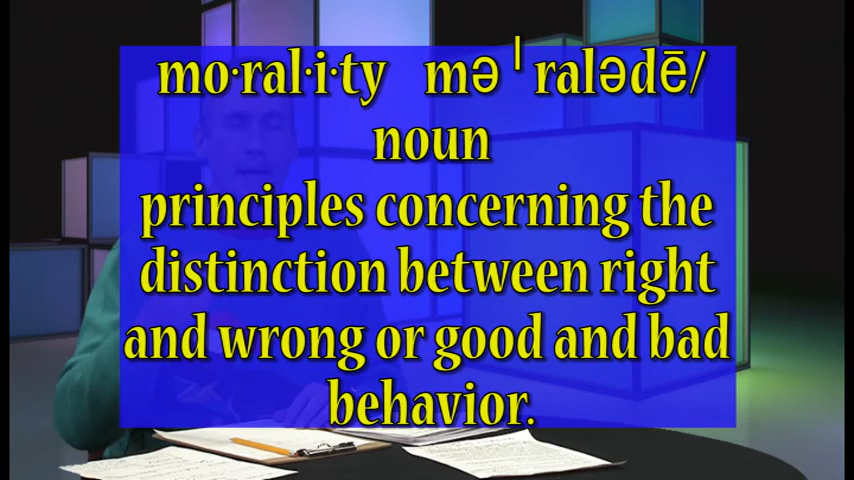 mo·ral·i·ty məˈralədē/
noun
principles concerning the
distinction between right
and wrong or good and bad
behavior.